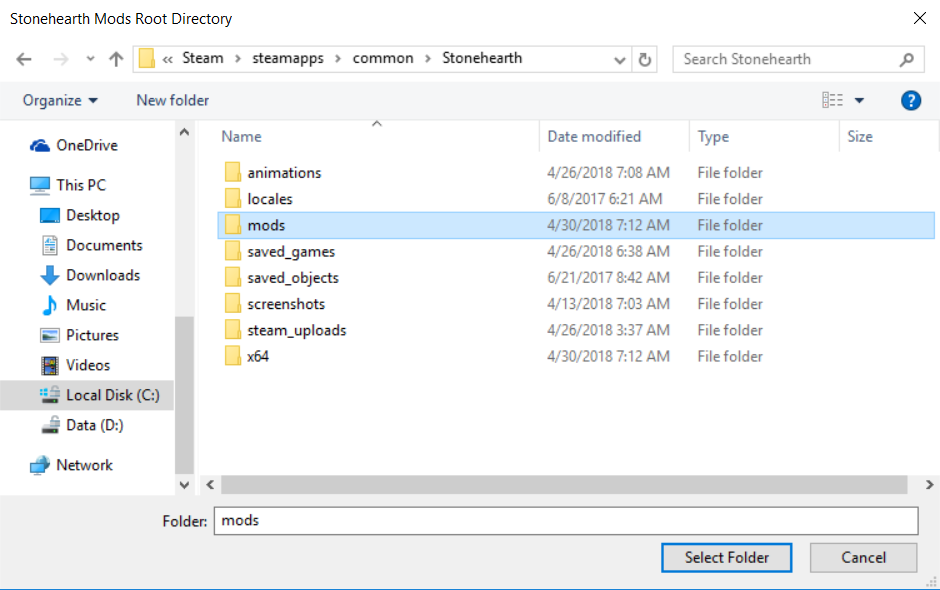 Stonehearth Mods Root Directory
« Steam › steamapps › common › Stonehearth
Search Stonehearth
Organize
New folder
?
OneDrive
This PC
Desktop
Documents
Downloads
Music
Pictures
Videos
Local Disk (C:)
Data (D:)
Network
Name Date modified Type Size
animations 4/26/2018 7:08 AM File folder
locales 6/8/2017 6:21 AM File folder
mods 4/30/2018 7:12 AM File folder
saved_games 4/26/2018 6:38 AM File folder
saved_objects 6/21/2017 8:42 AM File folder
screenshots 4/13/2018 7:03 AM File folder
steam_uploads 4/26/2018 3:37 AM File folder
x64 4/30/2018 7:12 AM File folder
Folder: mods
Select Folder
Cancel